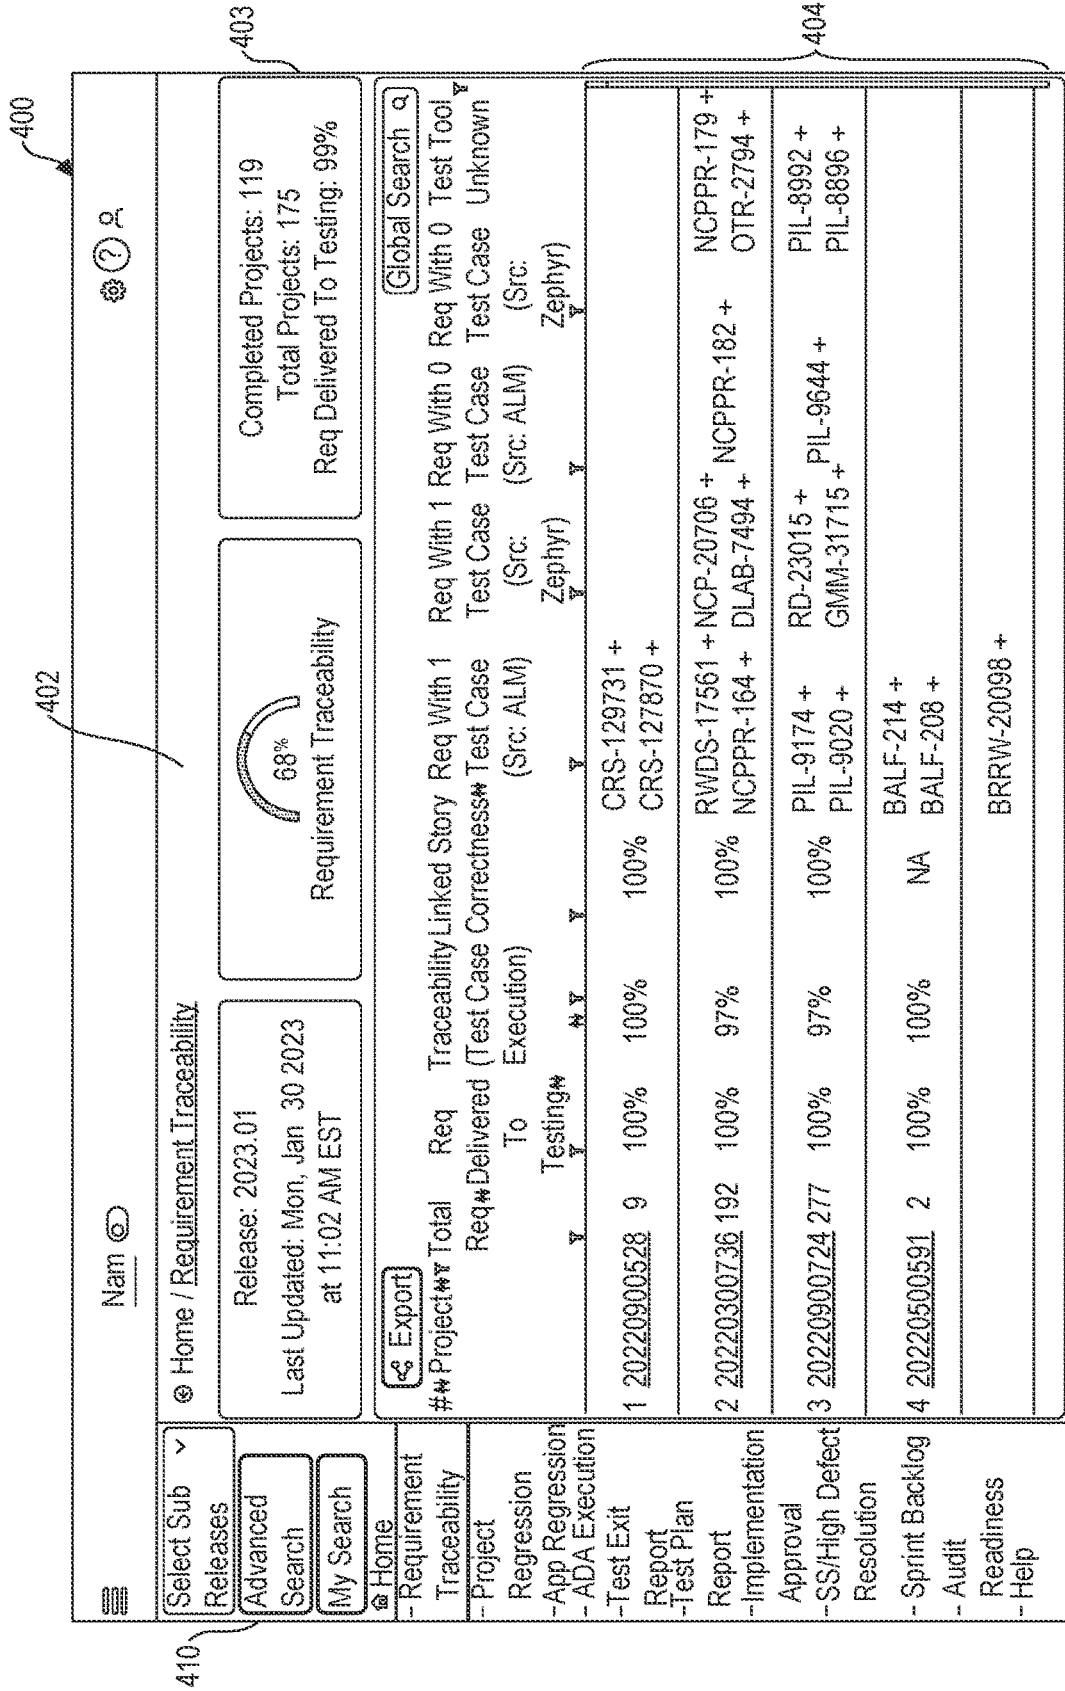 400
402
403
404
410
Nam
?
Select Sub
Releases
Advanced
Search
My Search
Home
- Requirement
Traceability
- Project
Regression
- App Regression
- ADA Execution
- Test Exit
Report
- Test Plan
Report
- Implementation
Approval
- SS/High Defect
Resolution
- Sprint Backlog
- Audit
Readiness
- Help
Home / Requirement Traceability
Release: 2023.01
Last Updated: Mon, Jan 30 2023
at 11:02 AM EST
68%
Requirement Traceability
Completed Projects: 119
Total Projects: 175
Req Delivered To Testing: 99%
Export
Global Search
# Project Total Req Traceability Linked Story Req With 1 Req With 1 Req With 0 Req With 0 Test Tool
Req Delivered (Test Case Correctness Test Case Test Case Test Case Test Case Unknown
To Execution) (Src: ALM) (Src: (Src: ALM) (Src:
Testing Zephyr) Zephyr)
1 20220900528 9 100% 100% 100% CRS-129731 +
CRS-127870 +
2 20220300736 192 100% 97% 100% RWDS-17561 + NCP-20706 + NCPPR-182 + NCPPR-179 +
NCPPR-164 + DLAB-7494 + OTR-2794 +
3 20220900724 277 100% 97% 100% PIL-9174 + RD-23015 + PIL-9644 + PIL-8992 +
PIL-9020 + GMM-31715 + PIL-8896 +
4 20220500591 2 100% 100% NA BALF-214 +
BALF-208 +
BRRW-20098 +